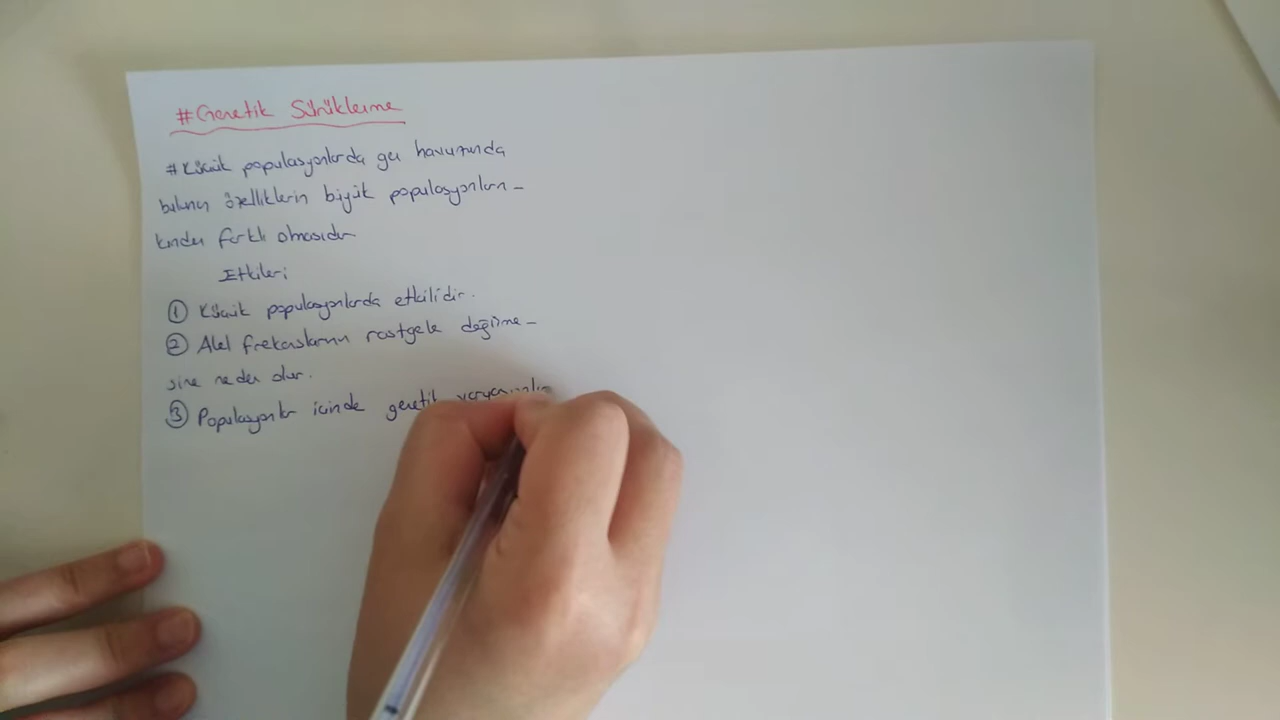 #Genetik Sürüklenme
#Küçük populasyonlarda gen havuzunda
bulunan özelliklerin büyük populasyonların-
kinden farklı olmasıdır
Etkileri
① Küçük populasyonlarda etkilidir.
② Alel frekanslarının rastgele değişme-
sine neden olur.
③ Populasyonlar içinde genetik